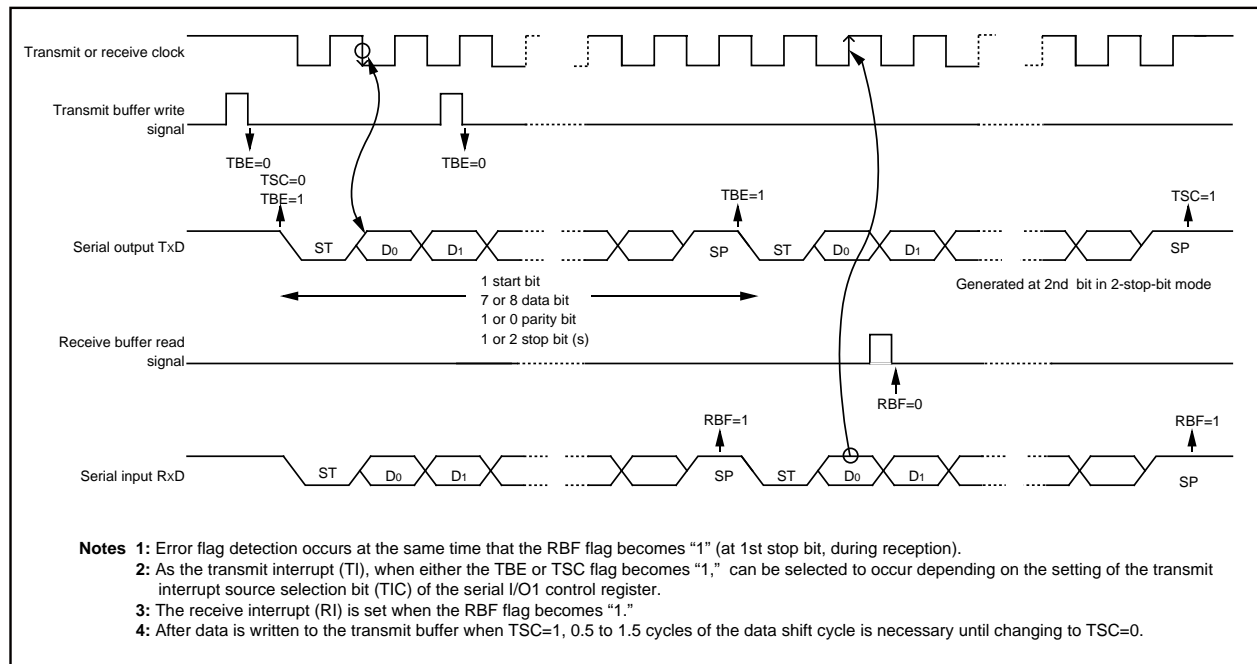 Transmit or receive clock
Transmit buffer write
signal
TBE=0
TBE=0
TSC=0
TBE=1
TBE=1
TSC=1
Serial output TxD
ST
D0
D1
SP
ST
D0
D1
SP
Generated at 2nd bit in 2-stop-bit mode
1 start bit
7 or 8 data bit
1 or 0 parity bit
1 or 2 stop bit (s)
Receive buffer read
signal
RBF=0
RBF=1
RBF=1
Serial input RxD
ST
D0
D1
SP
ST
D0
D1
SP
Notes 1: Error flag detection occurs at the same time that the RBF flag becomes “1” (at 1st stop bit, during reception).
2: As the transmit interrupt (TI), when either the TBE or TSC flag becomes “1,” can be selected to occur depending on the setting of the transmit
interrupt source selection bit (TIC) of the serial I/O1 control register.
3: The receive interrupt (RI) is set when the RBF flag becomes “1.”
4: After data is written to the transmit buffer when TSC=1, 0.5 to 1.5 cycles of the data shift cycle is necessary until changing to TSC=0.